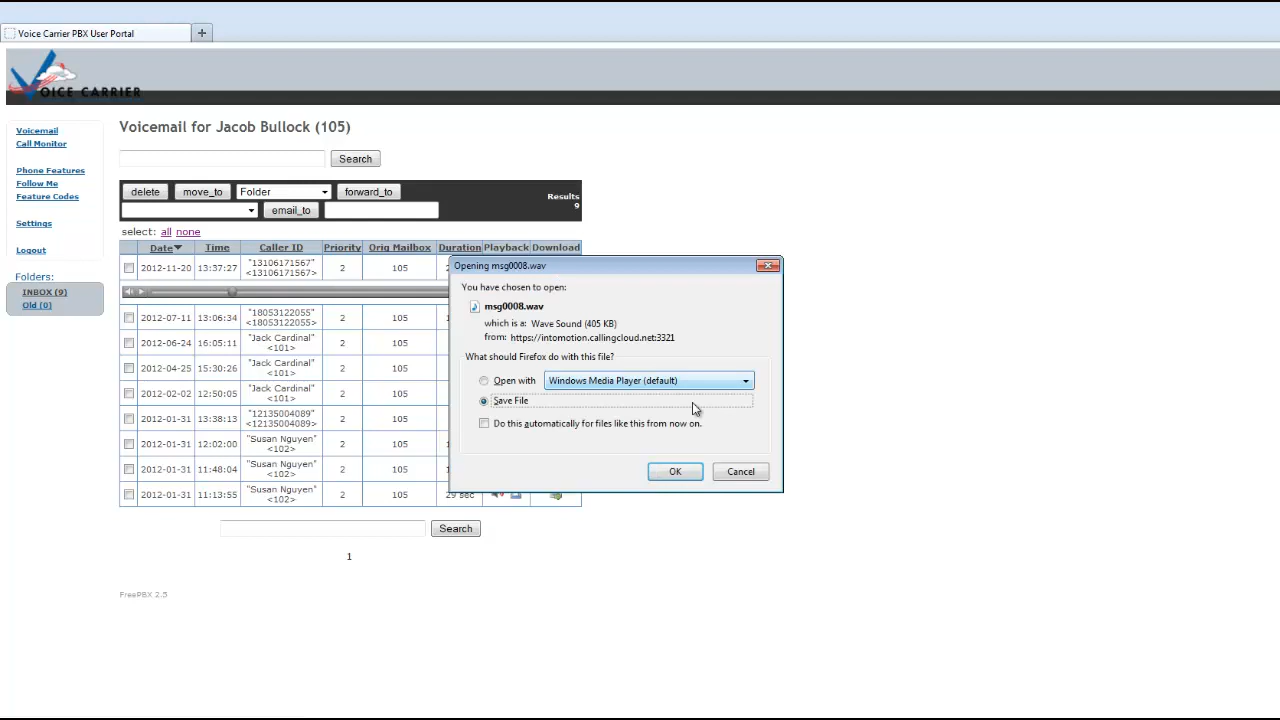 Voice Carrier PBX User Portal
+
VOICE CARRIER
Voicemail
Call Monitor
Phone Features
Follow Me
Feature Codes
Settings
Logout
Folders:
INBOX (9)
Old (0)
Voicemail for Jacob Bullock (105)
Search
delete move_to Folder forward_to
email_to
Results
9
select: all none
Date Time Caller ID Priority Orig Mailbox Duration Playback Download
2012-11-20 13:37:27 "13106171567" <13106171567> 2 105
2012-07-11 13:06:34 "18053122055" <18053122055> 2 105
2012-06-24 16:05:11 "Jack Cardinal" <101> 2 105
2012-04-25 15:30:26 "Jack Cardinal" <101> 2 105
2012-02-02 12:50:05 "Jack Cardinal" <101> 2 105
2012-01-31 13:38:13 "12135004089" <12135004089> 2 105
2012-01-31 12:02:00 "Susan Nguyen" <102> 2 105
2012-01-31 11:48:04 "Susan Nguyen" <102> 2 105
2012-01-31 11:13:55 "Susan Nguyen" <102> 2 105 29 sec
Search
1
FreePBX 2.5
Opening msg0008.wav
You have chosen to open:
msg0008.wav
which is a: Wave Sound (405 KB)
from: https://intomotion.callingcloud.net:3321
What should Firefox do with this file?
Open with Windows Media Player (default)
Save File
Do this automatically for files like this from now on.
OK Cancel